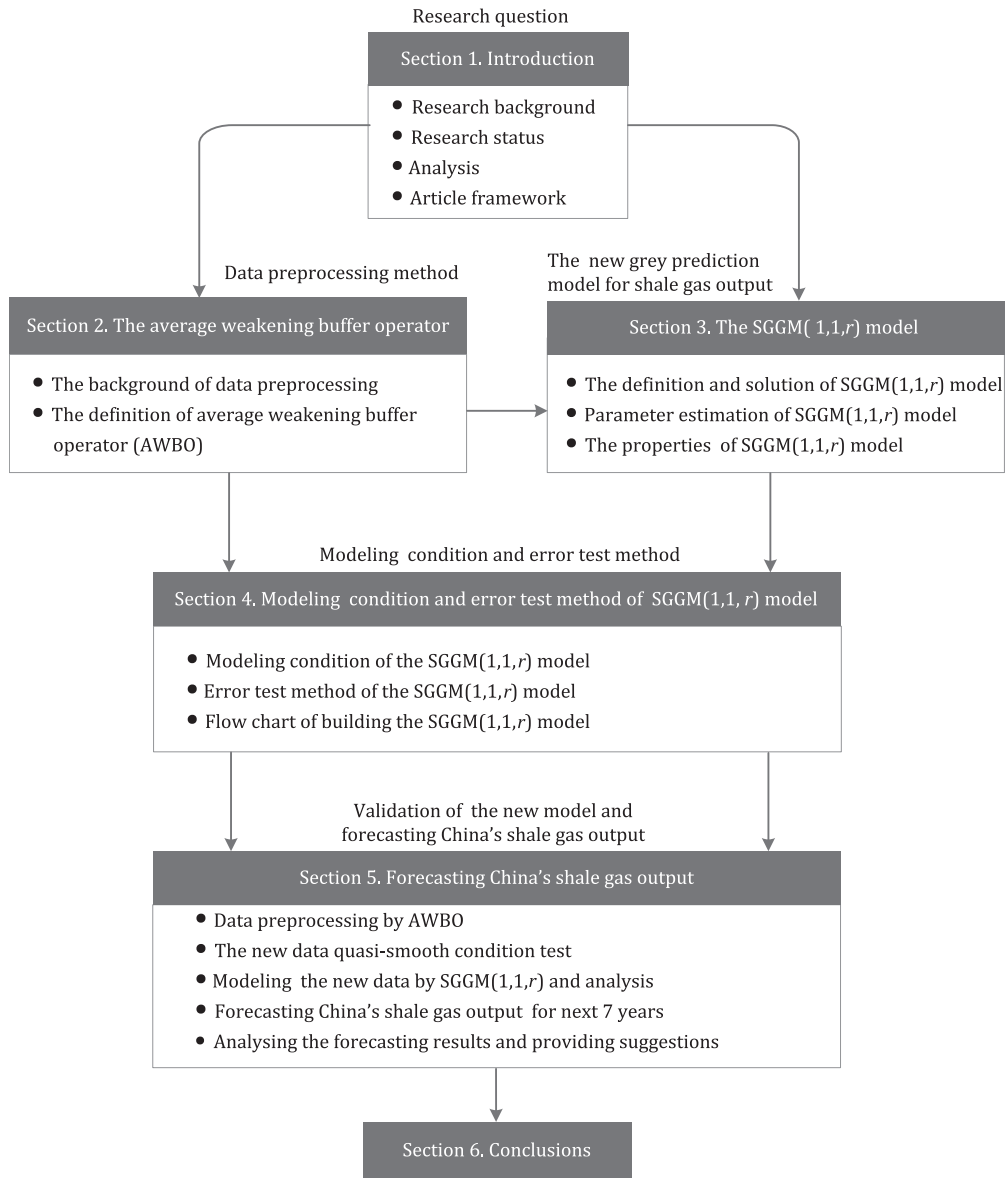 Research question
Section 1. Introduction
• Research background
• Research status
• Analysis
• Article framework
Data preprocessing method
Section 2. The average weakening buffer operator
• The background of data preprocessing
• The definition of average weakening buffer
operator (AWBO)
The new grey prediction
model for shale gas output
Section 3. The SGGM( 1,1,r) model
• The definition and solution of SGGM(1,1,r) model
• Parameter estimation of SGGM(1,1,r) model
• The properties of SGGM(1,1,r) model
Modeling condition and error test method
Section 4. Modeling condition and error test method of SGGM(1,1, r) model
• Modeling condition of the SGGM(1,1,r) model
• Error test method of the SGGM(1,1,r) model
• Flow chart of building the SGGM(1,1,r) model
Validation of the new model and
forecasting China's shale gas output
Section 5. Forecasting China's shale gas output
• Data preprocessing by AWBO
• The new data quasi-smooth condition test
• Modeling the new data by SGGM(1,1,r) and analysis
• Forecasting China's shale gas output for next 7 years
• Analysing the forecasting results and providing suggestions
Section 6. Conclusions